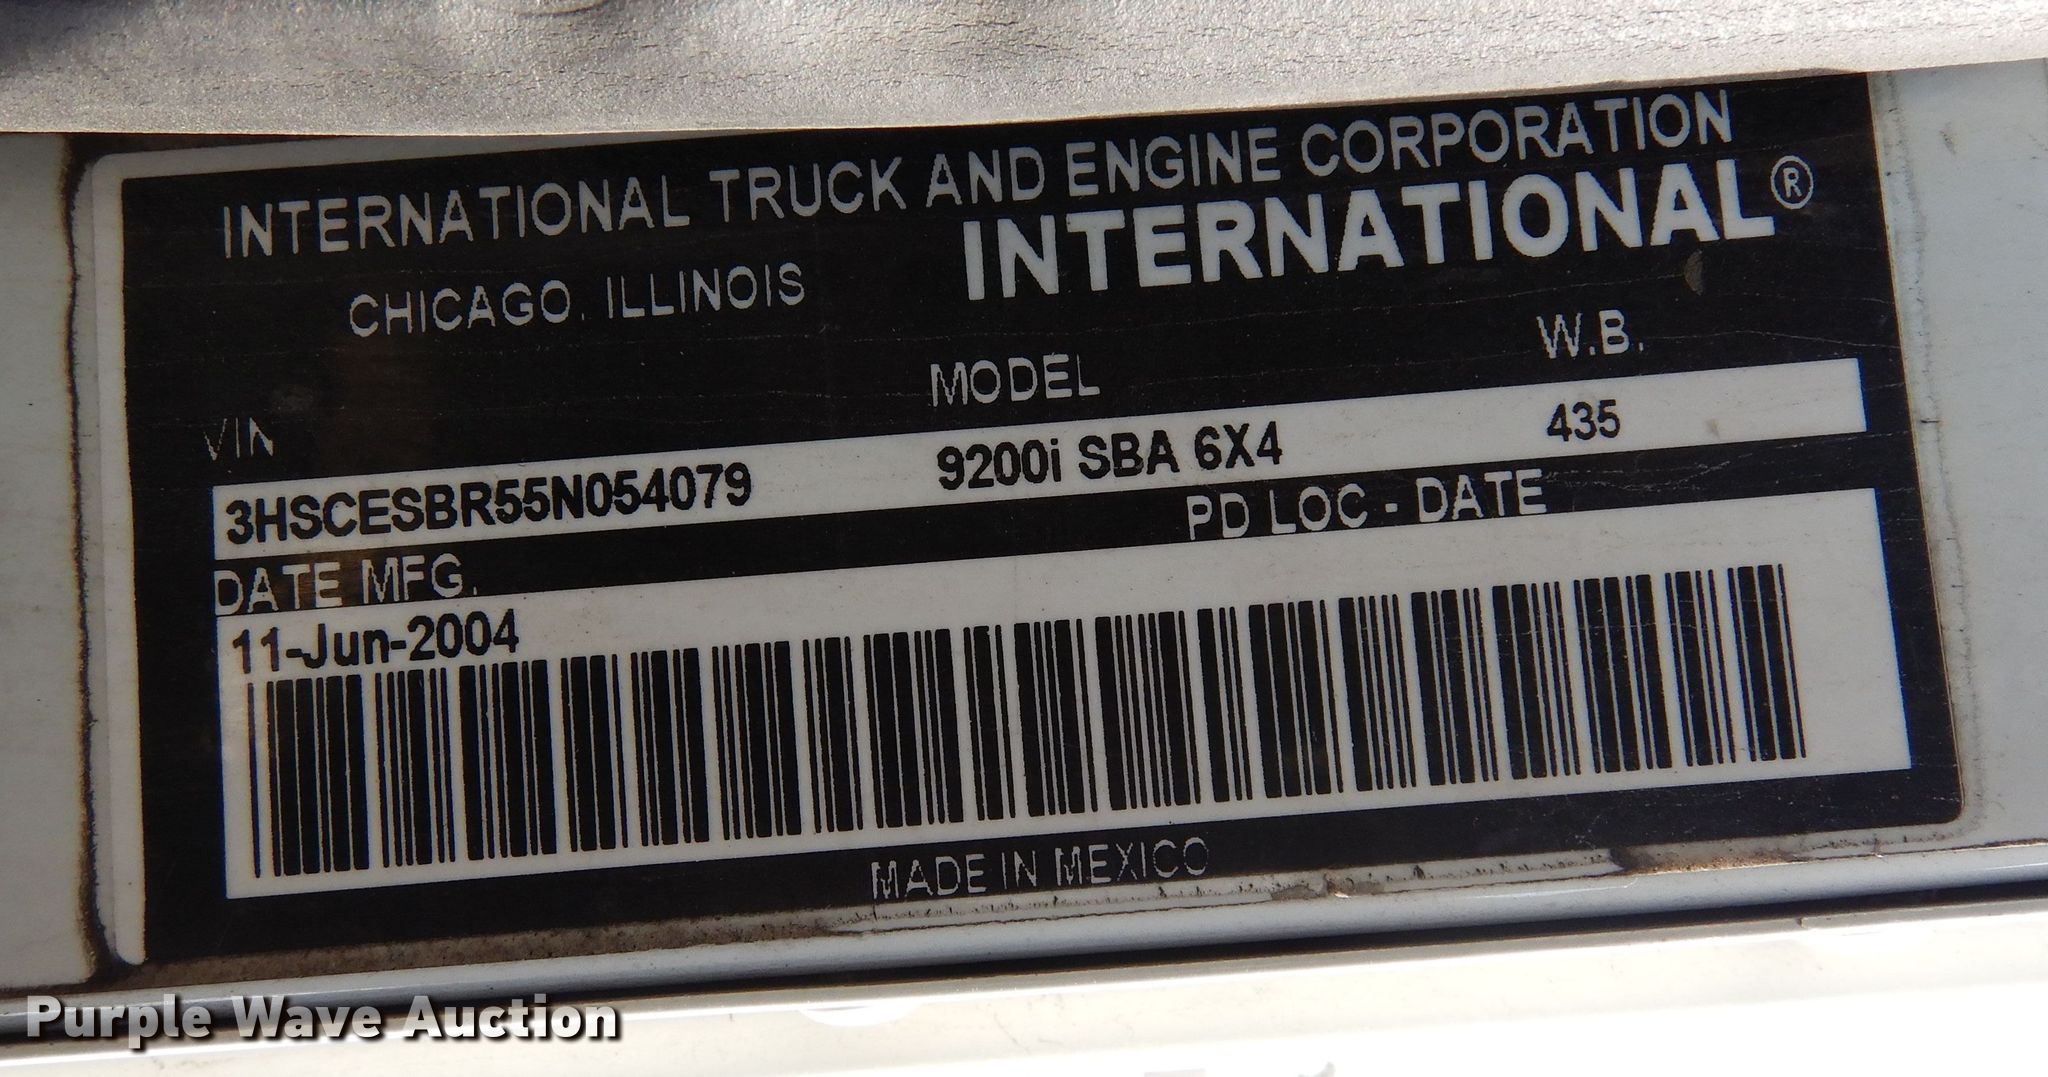 INTERNATIONAL TRUCK AND ENGINE CORPORATION
CHICAGO, ILLINOIS INTERNATIONAL®
VIN MODEL W.B.
3HSCESBR55N054079 9200i SBA 6X4 435
DATE MFG. PD LOC - DATE
11-Jun-2004
MADE IN MEXICO
Purple Wave Auction